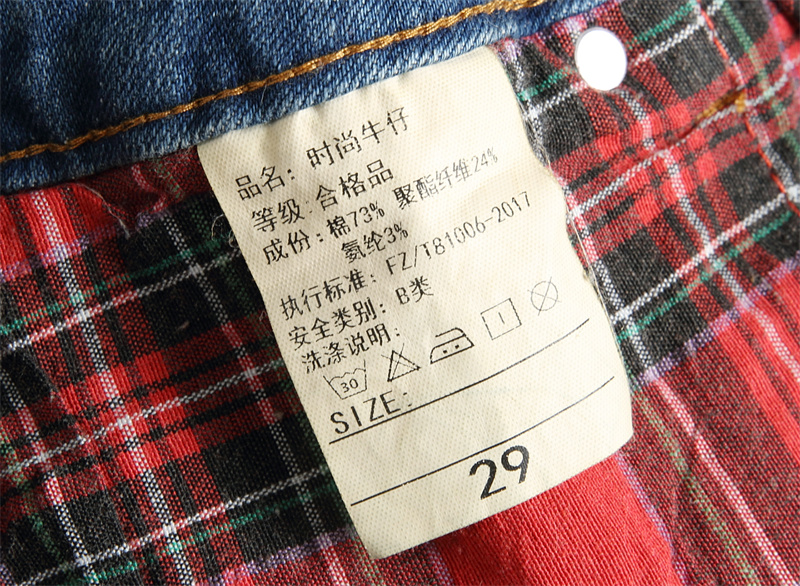 品名：时尚牛仔
等级：合格品
成份：棉73% 聚酯纤维24%
氨纶3%
执行标准：FZ/T81006-2017
安全类别：B类
洗涤说明：
30
SIZE:
29